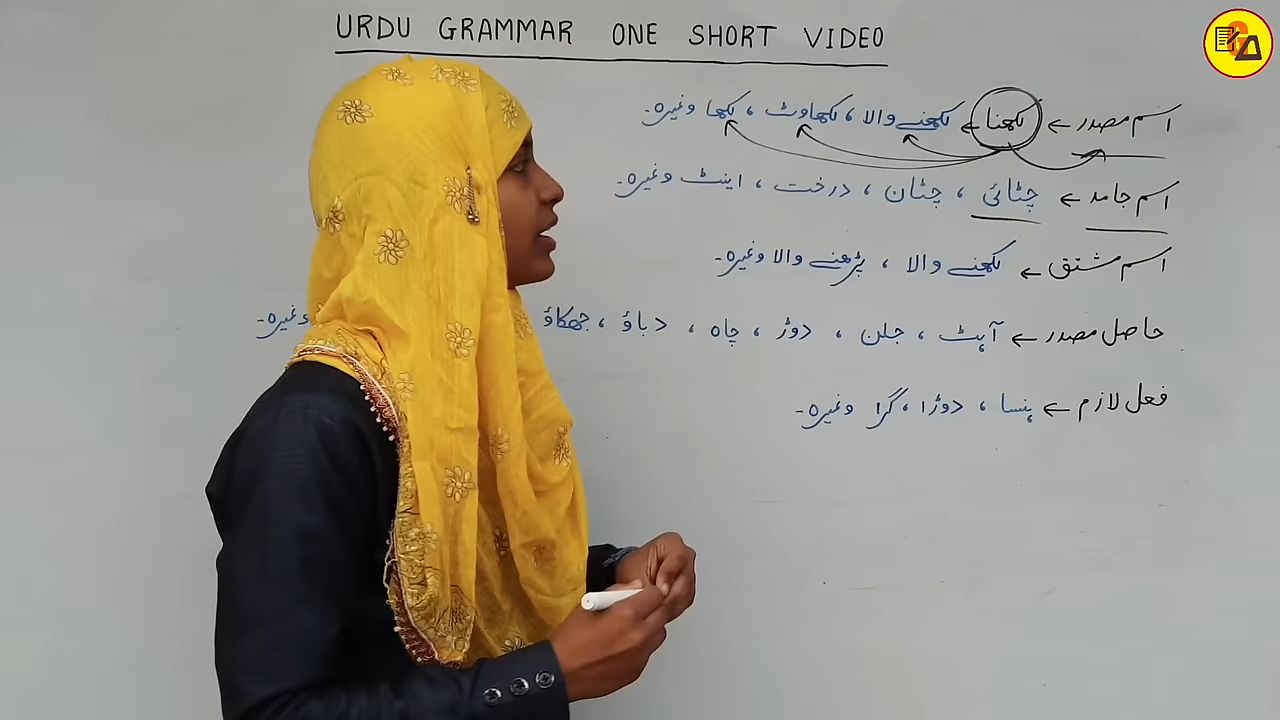 URDU GRAMMAR ONE SHORT VIDEO
اسم مصدر ← لکھنا ← لکھنے والا ، لکھاوٹ ، لکھا وغیرہ۔
اسم جامد ← چٹائی ، چٹان ، درخت ، اینٹ وغیرہ۔
اسم مشتق ← لکھنے والا ، پڑھنے والا وغیرہ۔
حاصل مصدر ← آہٹ ، جلن ، دوڑ ، چاہ ، دباؤ ، جھکاؤ وغیرہ۔
فعل لازم ← ہنسا ، دوڑا ، گرا وغیرہ۔